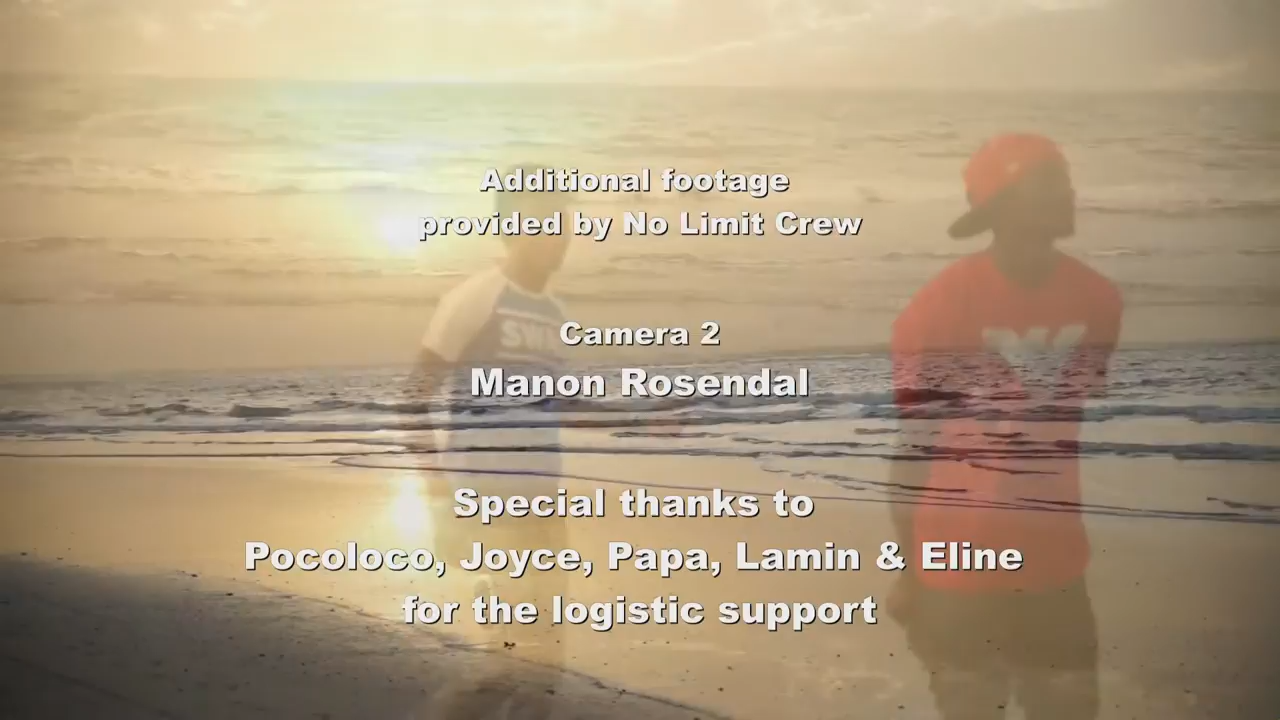 Additional footage
provided by No Limit Crew
Camera 2
Manon Rosendal
Special thanks to
Pocoloco, Joyce, Papa, Lamin & Eline
for the logistic support